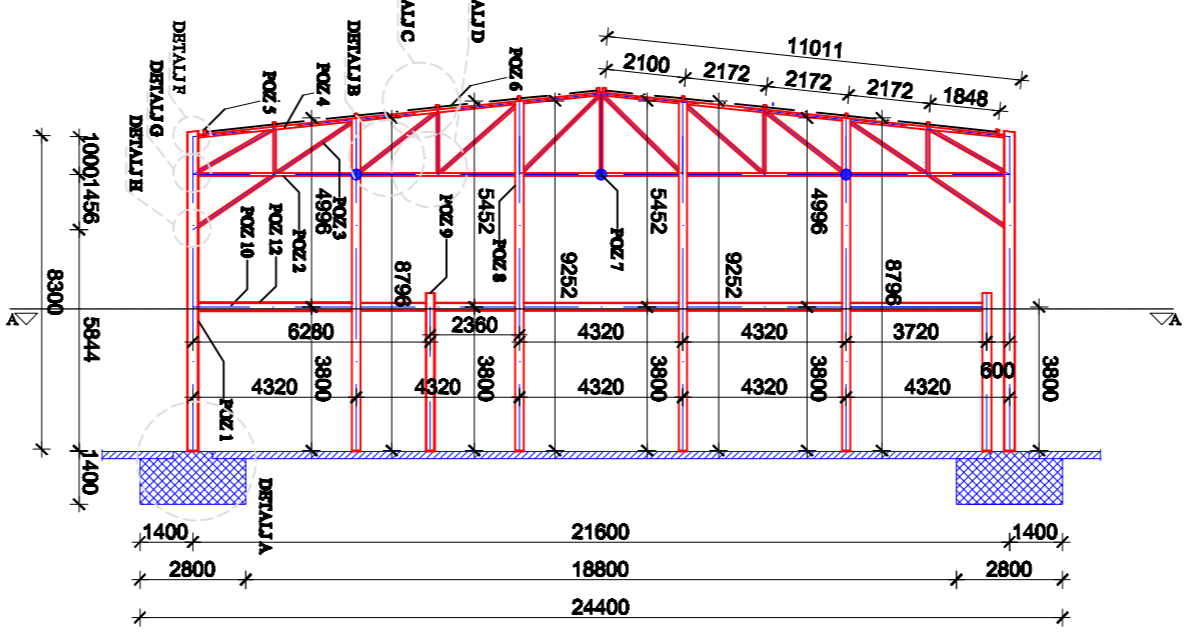 ALJ D
ALJ C
11011
2100
2172
2172
2172
1848
DETALJ F
DETALJ G
DETALJ H
POZ 5
POZ 4
DETALJ B
POZ 6
1000
1456
8300
5844
1400
POZ 10
POZ 12
POZ 2
POZ 3
4996
8796
POZ 9
5452
POZ 8
9252
5452
POZ 7
9252
4996
8796
A
A
6280
2360
4320
4320
3720
600
3800
4320
3800
4320
3800
4320
3800
4320
3800
4320
3800
POZ 1
DETALJ A
1400
21600
1400
2800
18800
2800
24400